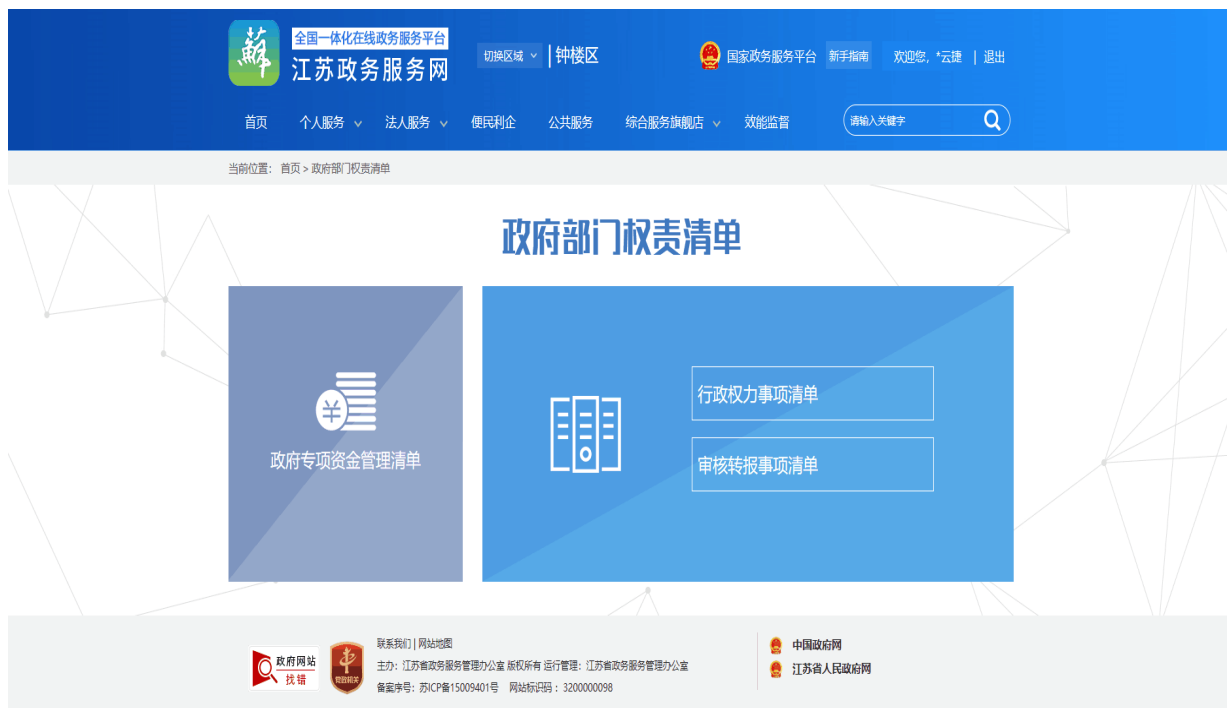 蘇
全国一体化在线政务服务平台
江苏政务服务网
切换区域 | 钟楼区
国家政务服务平台 新手指南 欢迎您，*云捷 | 退出
首页 个人服务 法人服务 便民利企 公共服务 综合服务旗舰店 效能监督 请输入关键字
当前位置： 首页 > 政府部门权责清单
政府部门权责清单
政府专项资金管理清单
行政权力事项清单
审核转报事项清单
政府网站
找错
党政机关
联系我们 | 网站地图
主办：江苏省政务服务管理办公室 版权所有 运行管理：江苏省政务服务管理办公室
备案序号：苏ICP备15009401号 网站标识码：3200000098
中国政府网
江苏省人民政府网